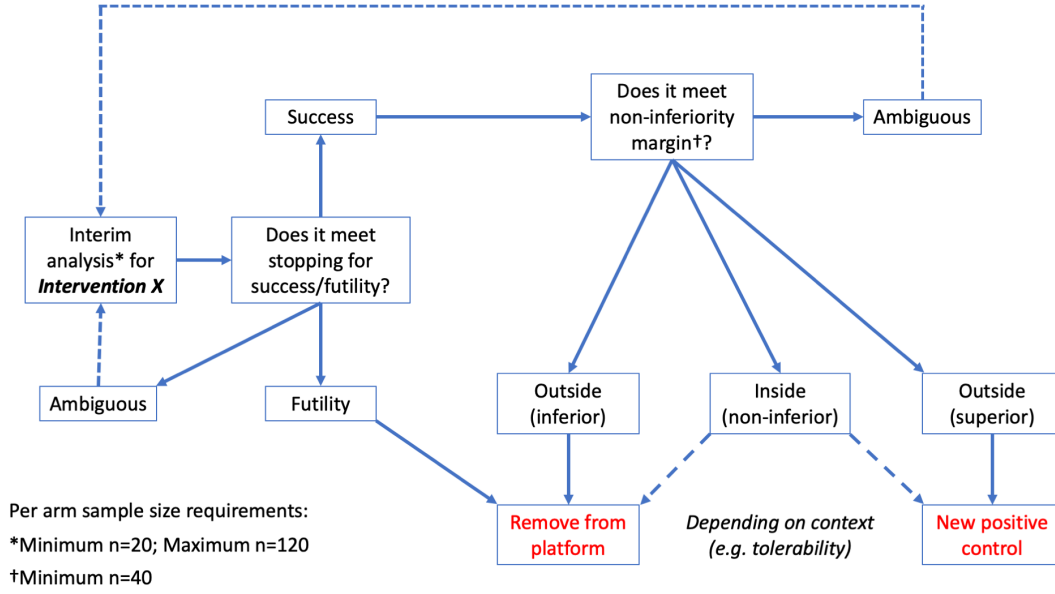 Success
Does it meet
non-inferiority
margin†?
Ambiguous
Interim
analysis* for
Intervention X
Does it meet
stopping for
success/futility?
Ambiguous
Futility
Outside
(inferior)
Inside
(non-inferior)
Outside
(superior)
Remove from
platform
Depending on context
(e.g. tolerability)
New positive
control
Per arm sample size requirements:
*Minimum n=20; Maximum n=120
†Minimum n=40